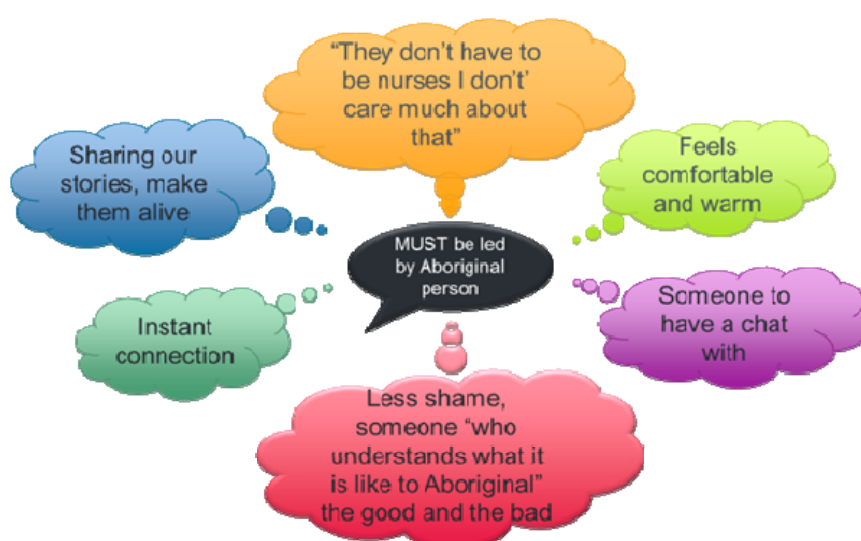 "They don't have to
be nurses I don't'
care much about
that"
Sharing our
stories, make
them alive
Feels
comfortable
and warm
MUST be led
by Aboriginal
person
Instant
connection
Someone to
have a chat
with
Less shame,
someone "who
understands what it
is like to Aboriginal"
the good and the bad